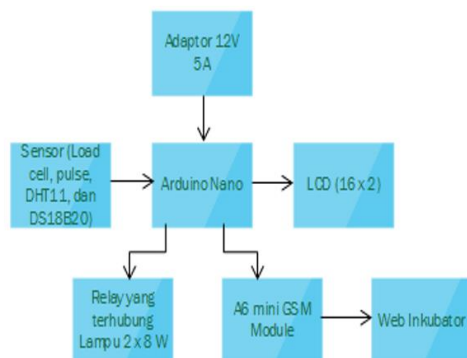 Adaptor 12V
5A
Sensor (Load
cell, pulse,
DHT11, dan
DS18B20)
Arduino Nano
LCD (16 x 2)
Relay yang
terhubung
Lampu 2 x 8 W
A6 mini GSM
Module
Web Inkubator